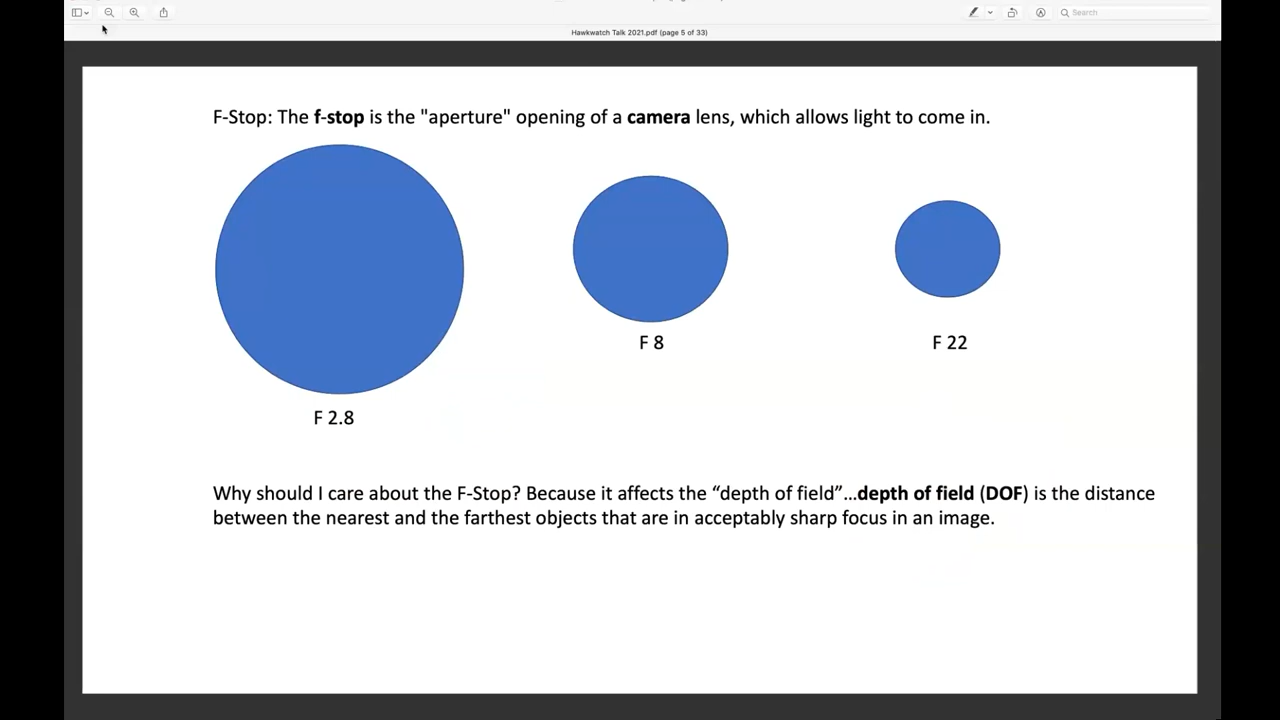 Search
Hawkwatch Talk 2021.pdf (page 5 of 33)
F-Stop: The f-stop is the "aperture" opening of a camera lens, which allows light to come in.
F 8
F 22
F 2.8
Why should I care about the F-Stop? Because it affects the “depth of field”…depth of field (DOF) is the distance
between the nearest and the farthest objects that are in acceptably sharp focus in an image.